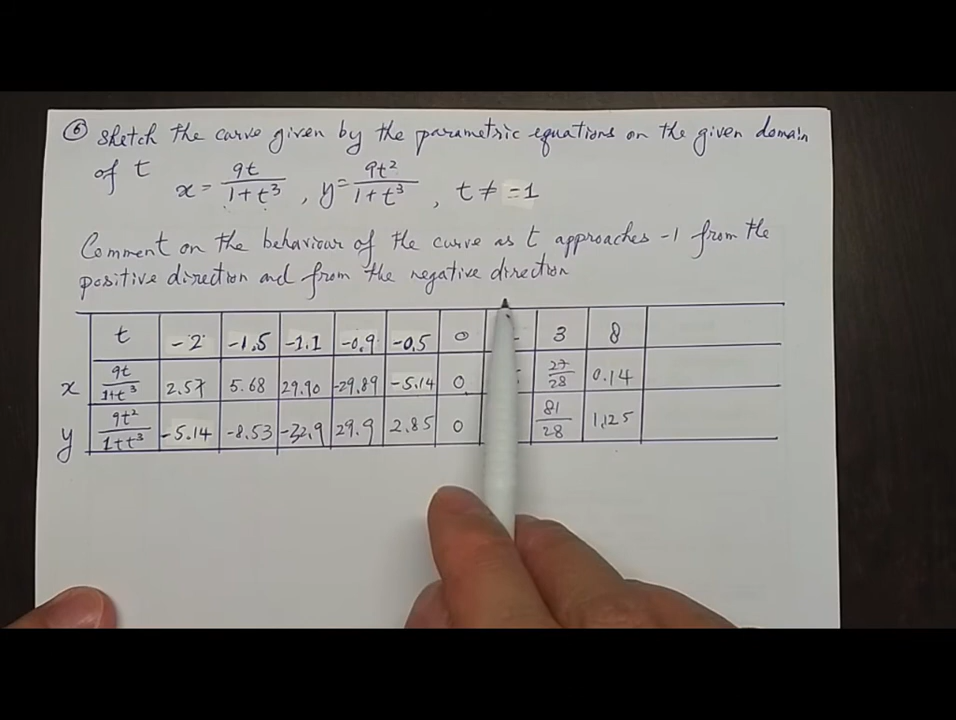 ⑥ Sketch the curve given by the parametric equations on the given domain
of t x = 9t / 1+t³ , y = 9t² / 1+t³ , t ≠ -1
Comment on the behaviour of the curve as t approaches -1 from the
positive direction and from the negative direction
t -2 -1,5 -1.1 -0.9 -0,5 0 3 8
x 9t / 1+t³ 2.57 5.68 29.90 -29.89 -5.14 0 27/28 0.14
y 9t² / 1+t³ -5.14 -8.53 -32.9 29.9 2.85 0 81/28 1,125